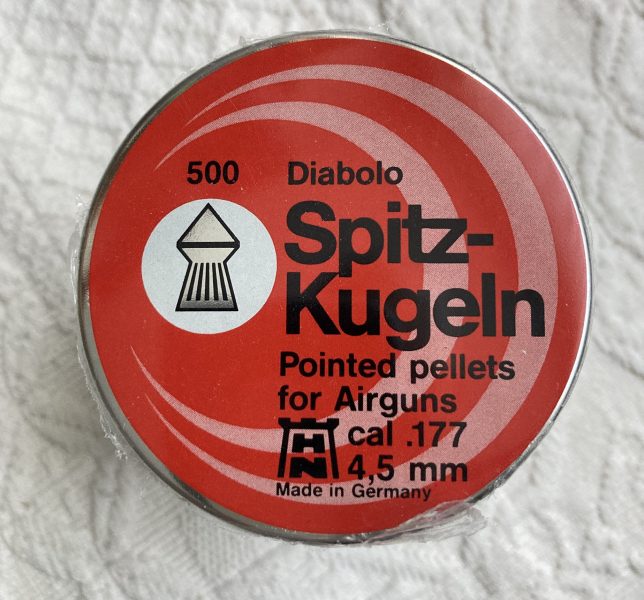 500 Diabolo
Spitz-
Kugeln
Pointed pellets
for Airguns
HN cal .177
4,5 mm
Made in Germany